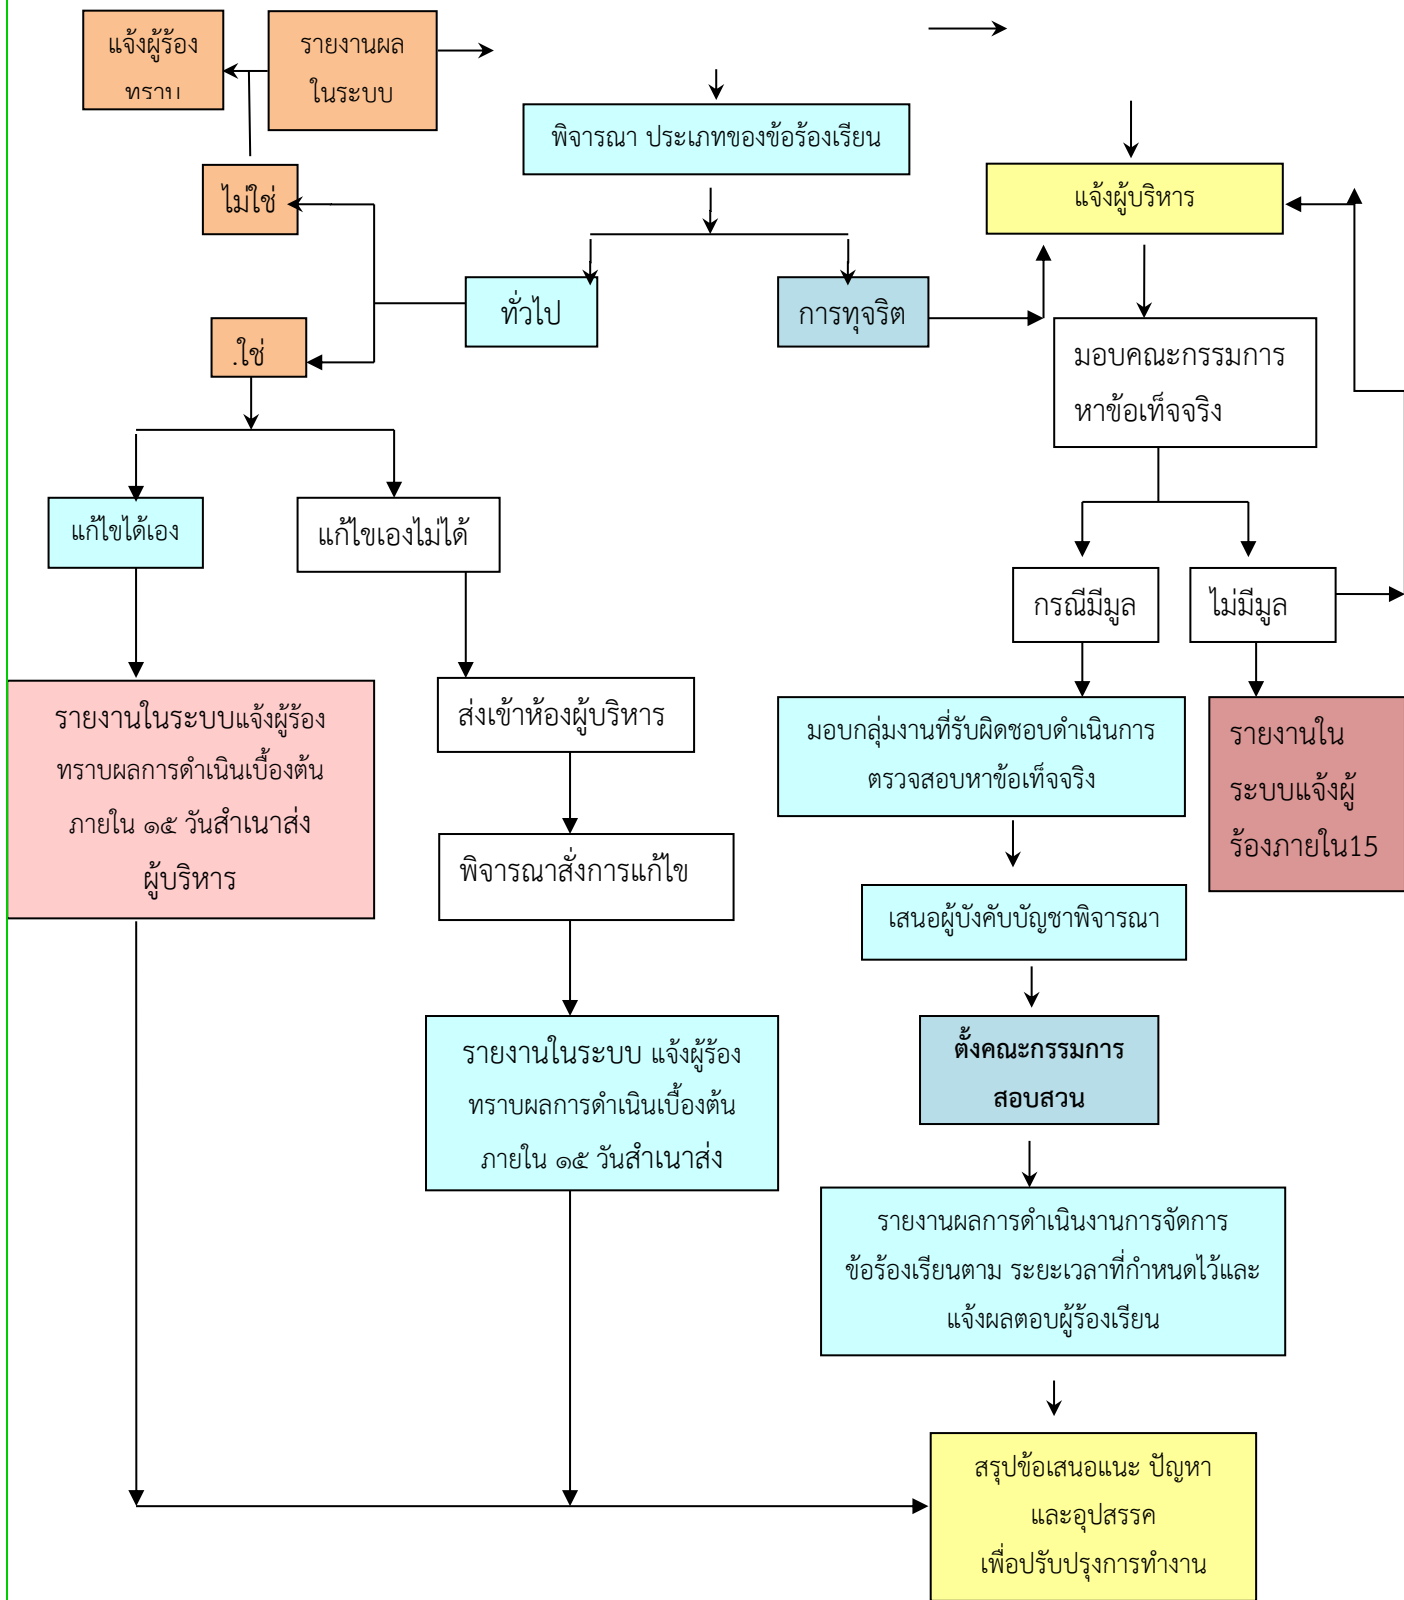 แจ้งผู้ร้อง
ทราบ
รายงานผล
ในระบบ
พิจารณา ประเภทของข้อร้องเรียน
แจ้งผู้บริหาร
ไม่ใช่
ทั่วไป
การทุจริต
.ใช่
มอบคณะกรรมการ
หาข้อเท็จจริง
แก้ไขได้เอง
แก้ไขเองไม่ได้
กรณีมีมูล
ไม่มีมูล
รายงานในระบบแจ้งผู้ร้อง
ทราบผลการดำเนินเบื้องต้น
ภายใน ๑๕ วันสำเนาส่ง
ผู้บริหาร
ส่งเข้าห้องผู้บริหาร
มอบกลุ่มงานที่รับผิดชอบดำเนินการ
ตรวจสอบหาข้อเท็จจริง
รายงานใน
ระบบแจ้งผู้
ร้องภายใน15
พิจารณาสั่งการแก้ไข
เสนอผู้บังคับบัญชาพิจารณา
รายงานในระบบ แจ้งผู้ร้อง
ทราบผลการดำเนินเบื้องต้น
ภายใน ๑๕ วันสำเนาส่ง
ตั้งคณะกรรมการ
สอบสวน
รายงานผลการดำเนินงานการจัดการ
ข้อร้องเรียนตาม ระยะเวลาที่กำหนดไว้และ
แจ้งผลตอบผู้ร้องเรียน
สรุปข้อเสนอแนะ ปัญหา
และอุปสรรค
เพื่อปรับปรุงการทำงาน